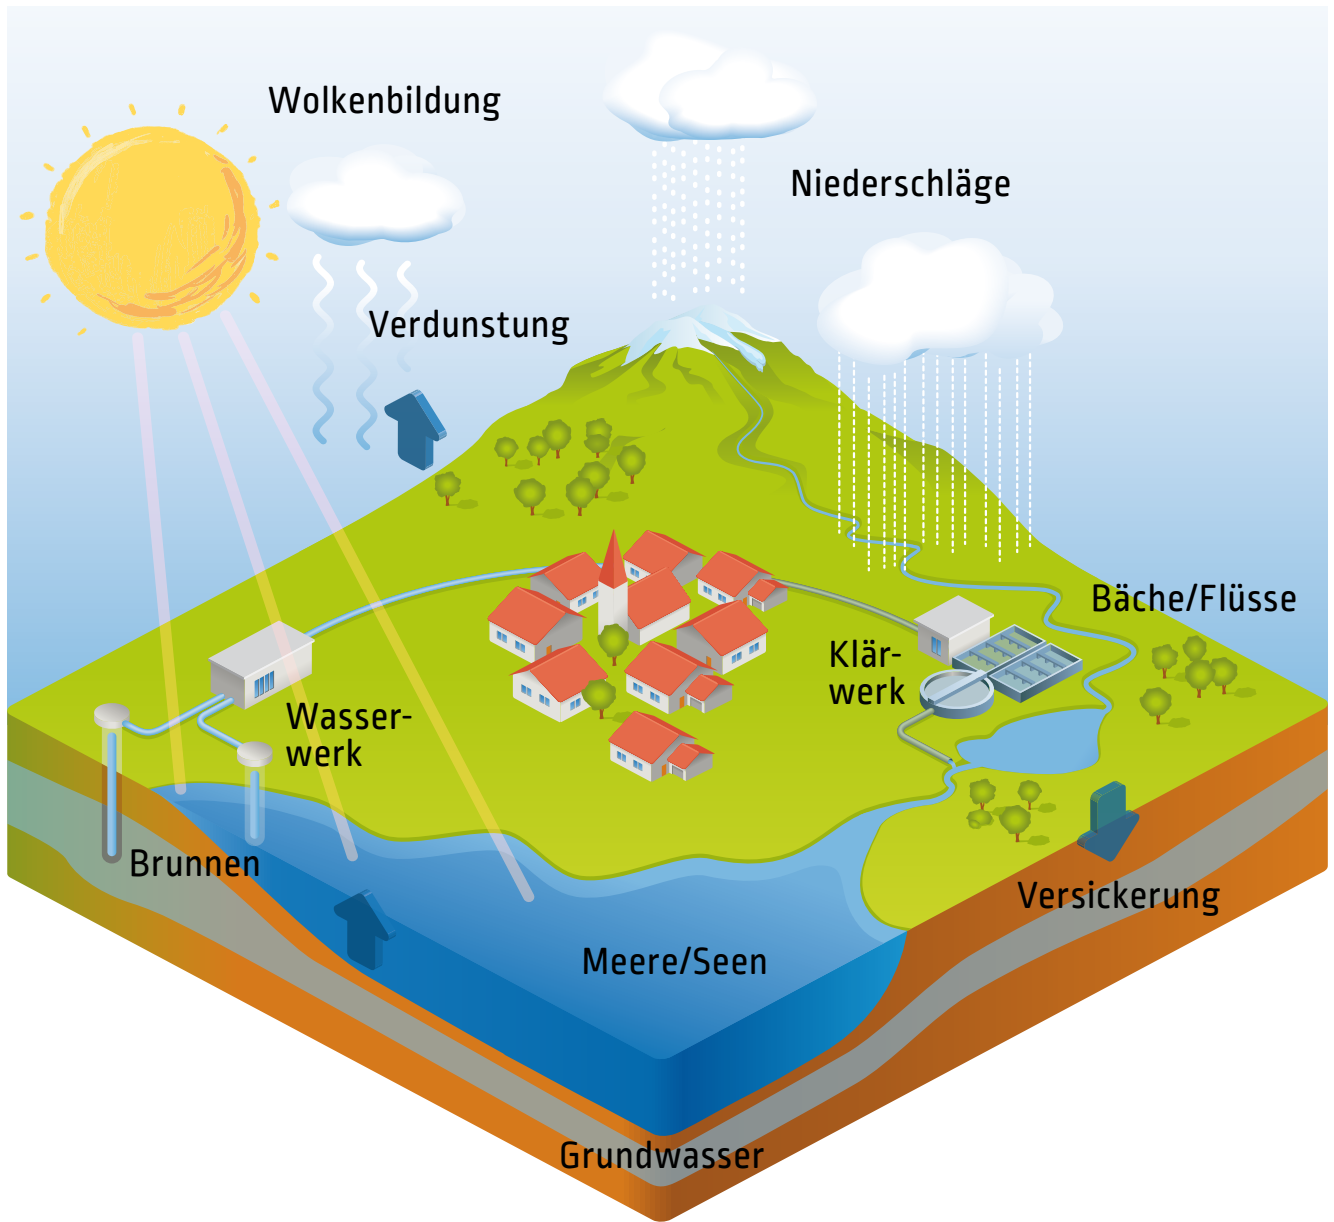 Wolkenbildung
Niederschläge
Verdunstung
Bäche/Flüsse
Klär-
werk
Wasser-
werk
Brunnen
Versickerung
Meere/Seen
Grundwasser